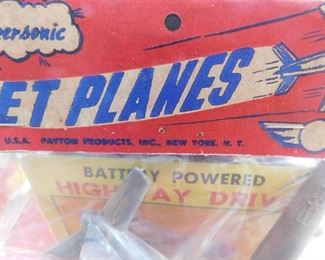 ersonic
ET PLANES
U.S.A. PAYTON PRODUCTS, INC., NEW YORK, N. Y.
BATTERY POWERED
HIGHWAY DRIV